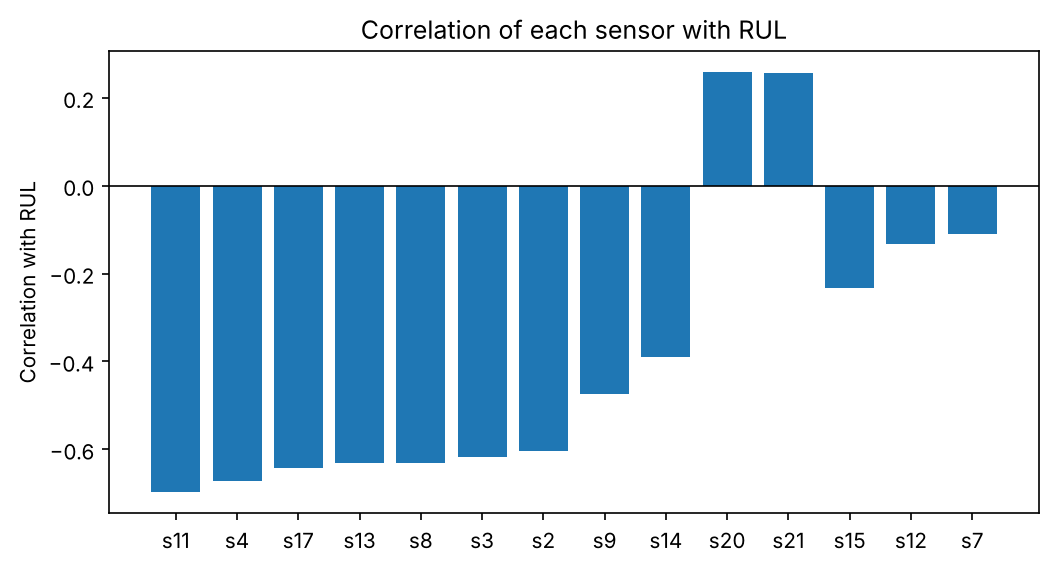 Correlation of each sensor with RUL
Correlation with RUL
0.2
0.0
−0.2
−0.4
−0.6
s11 s4 s17 s13 s8 s3 s2 s9 s14 s20 s21 s15 s12 s7